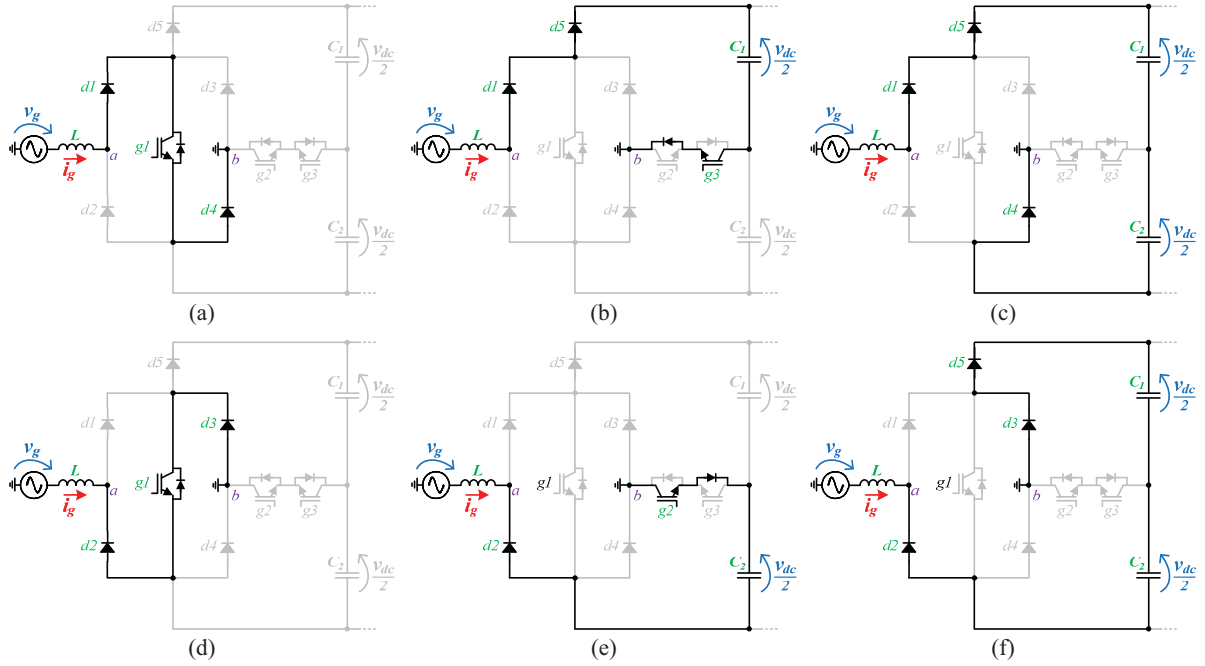 d5 C1 vdc/2
d1 d3
vg L
ig a g1 b g2 g3
d2 d4
C2 vdc/2
(a)
d5 C1 vdc/2
d1 d3
vg L
ig a g1 b g2 g3
d2 d4
C2 vdc/2
(b)
d5 C1 vdc/2
d1 d3
vg L
ig a g1 b g2 g3
d2 d4
C2 vdc/2
(c)
d5 C1 vdc/2
d1 d3
vg L
ig a g1 b g2 g3
d2 d4
C2 vdc/2
(d)
d5 C1 vdc/2
d1 d3
vg L
ig a g1 b g2 g3
d2 d4
C2 vdc/2
(e)
d5 C1 vdc/2
d1 d3
vg L
ig a g1 b g2 g3
d2 d4
C2 vdc/2
(f)